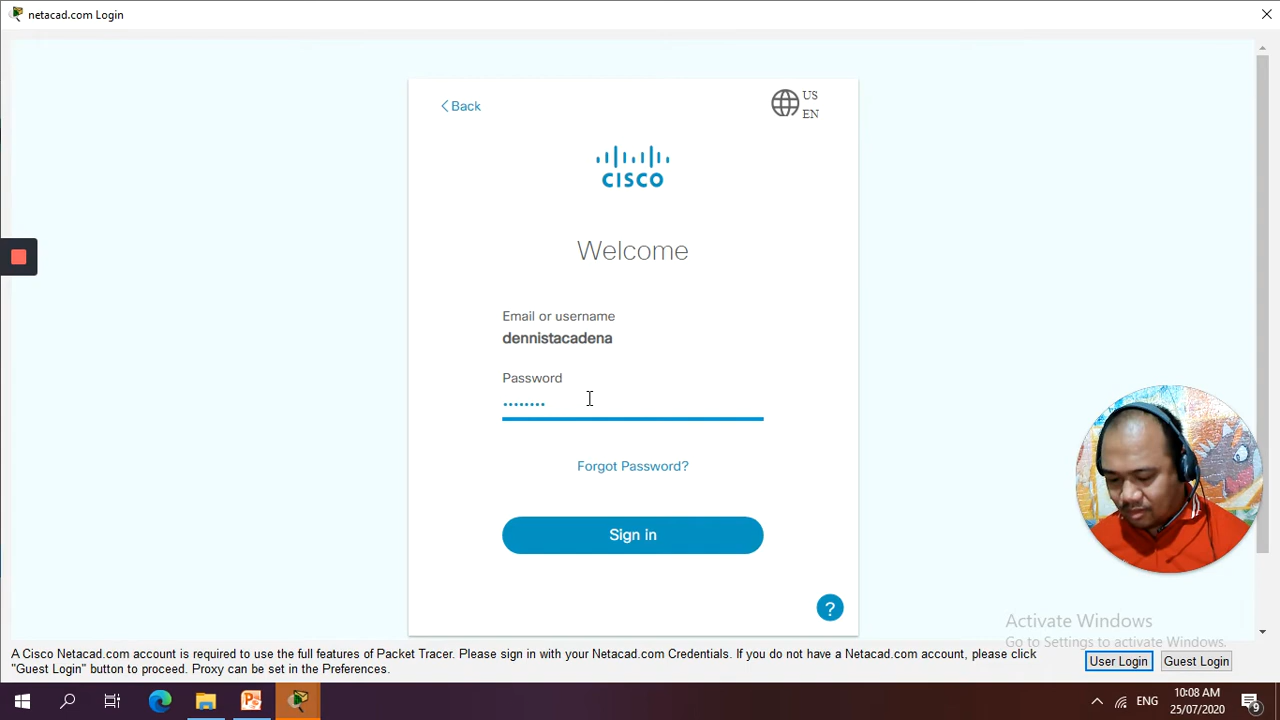 netacad.com Login
Back
US
EN
CISCO
Welcome
Email or username
dennistacadena
Password
........
Forgot Password?
Sign in
?
Activate Windows
Go to Settings to activate Windows.
A Cisco Netacad.com account is required to use the full features of Packet Tracer. Please sign in with your Netacad.com Credentials. If you do not have a Netacad.com account, please click
"Guest Login" button to proceed. Proxy can be set in the Preferences.
User Login
Guest Login
ENG
10:08 AM
25/07/2020
9